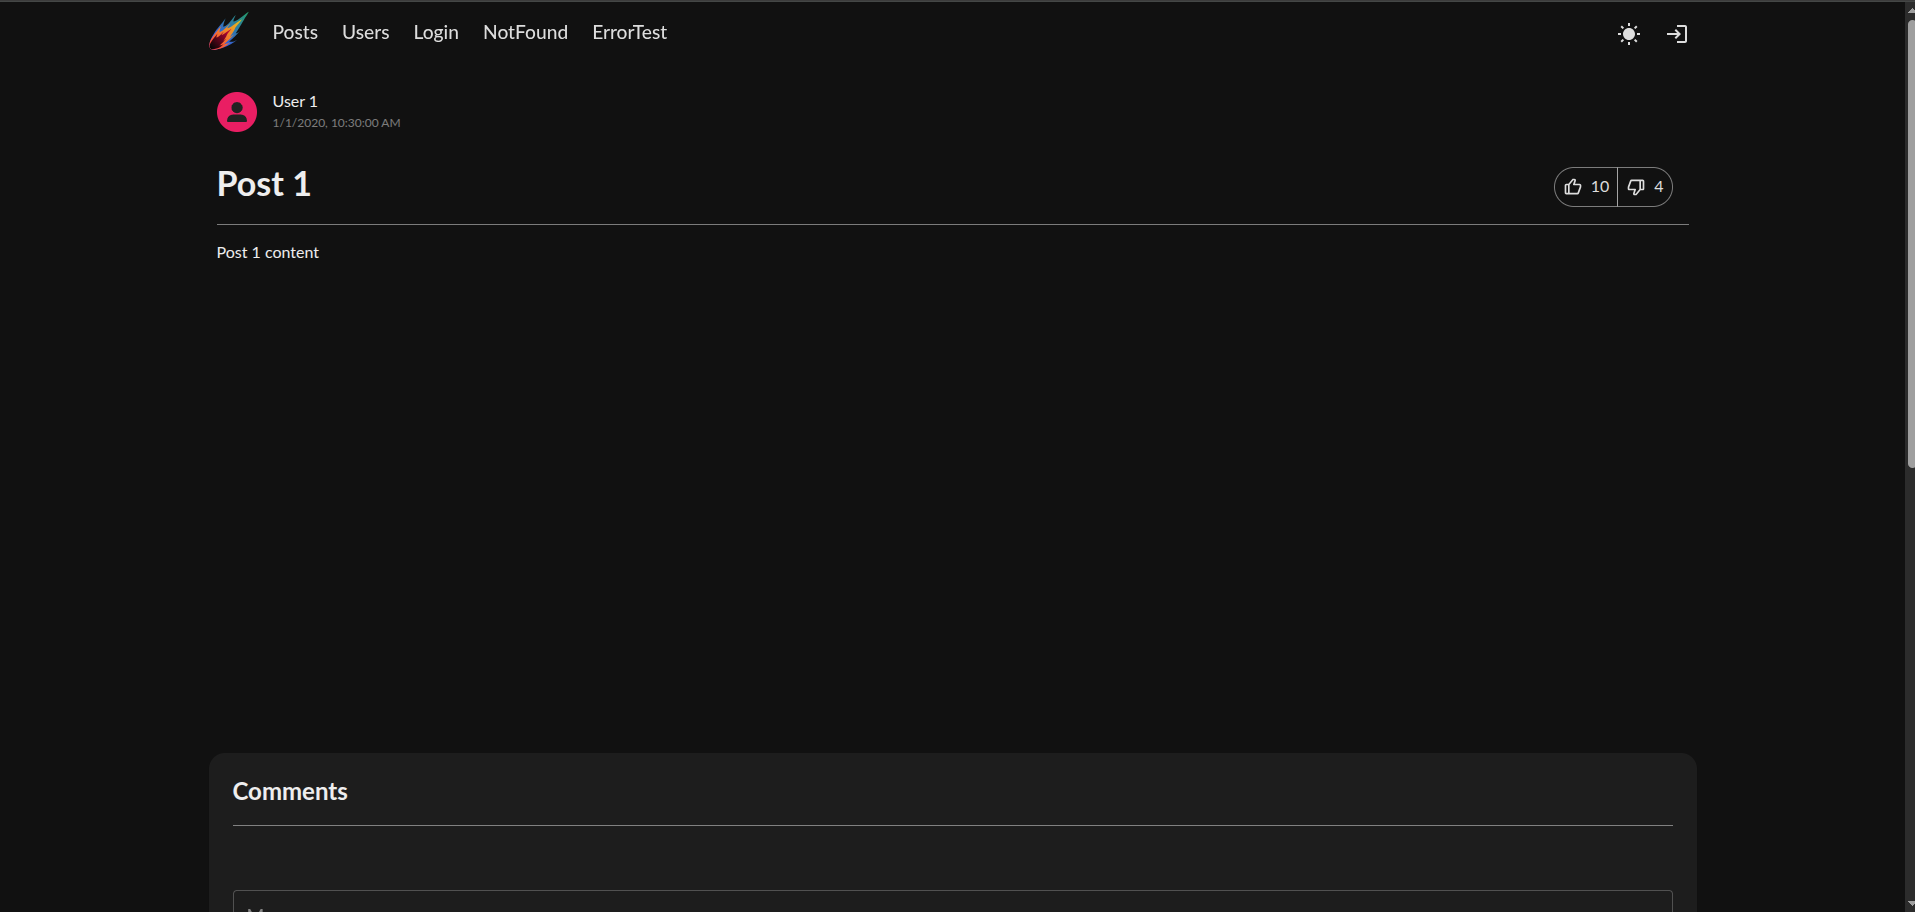 Posts Users Login NotFound ErrorTest
User 1
1/1/2020, 10:30:00 AM
Post 1
10 4
Post 1 content
Comments